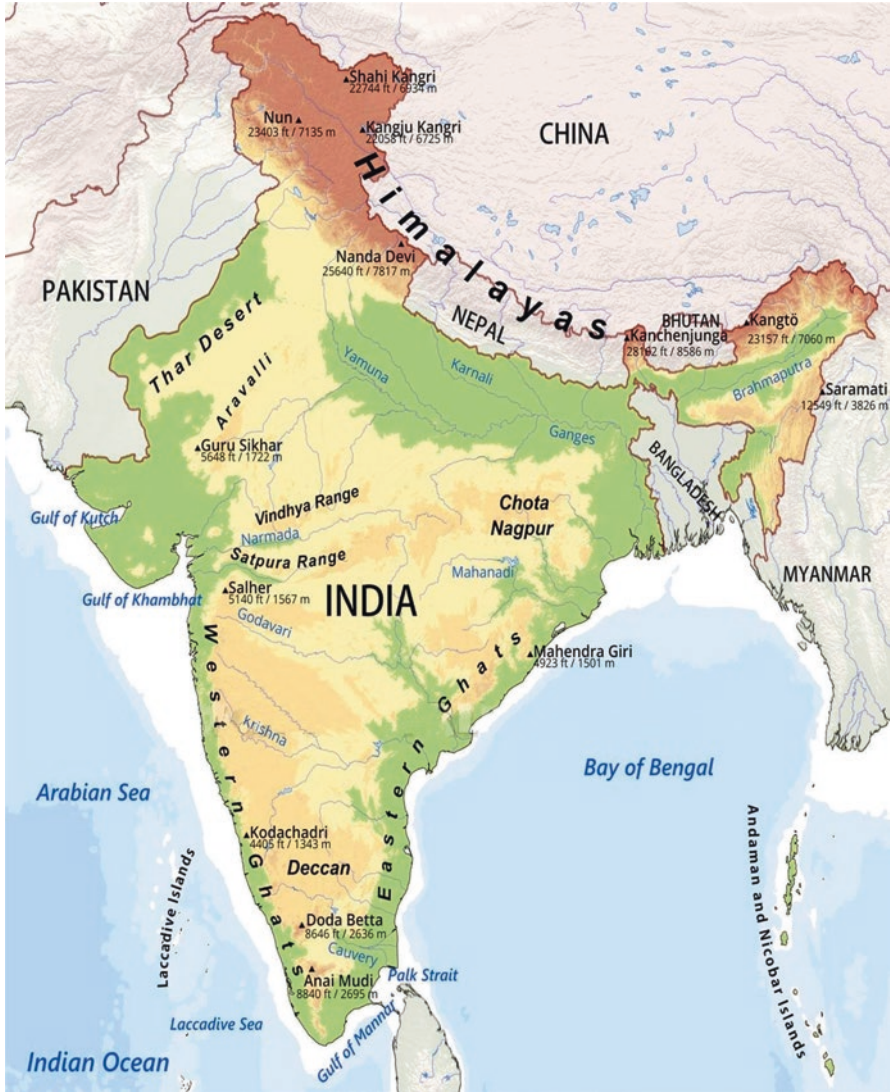 Shahi Kangri
22744 ft / 6934 m
Nun
23403 ft / 7135 m
Kangju Kangri
22058 ft / 6725 m
CHINA
Himalayas
Nanda Devi
25640 ft / 7817 m
PAKISTAN
NEPAL
BHUTAN
Kanchenjunga
28162 ft / 8586 m
Kangtö
23157 ft / 7060 m
Thar Desert
Aravalli
Yamuna
Karnali
Brahmaputra
Saramati
12549 ft / 3826 m
Guru Sikhar
5648 ft / 1722 m
Ganges
BANGLADESH
Gulf of Kutch
Vindhya Range
Chota
Nagpur
Narmada
Satpura Range
Mahanadi
MYANMAR
Gulf of Khambhat
Salher
5140 ft / 1567 m
INDIA
Godavari
Western Ghats
Eastern Ghats
Mahendra Giri
4923 ft / 1501 m
Krishna
Arabian Sea
Bay of Bengal
Kodachadri
4405 ft / 1343 m
Deccan
Laccadive Islands
Andaman and Nicobar Islands
Doda Betta
8646 ft / 2636 m
Cauvery
Anai Mudi
8840 ft / 2695 m
Palk Strait
Laccadive Sea
Gulf of Mannar
Indian Ocean